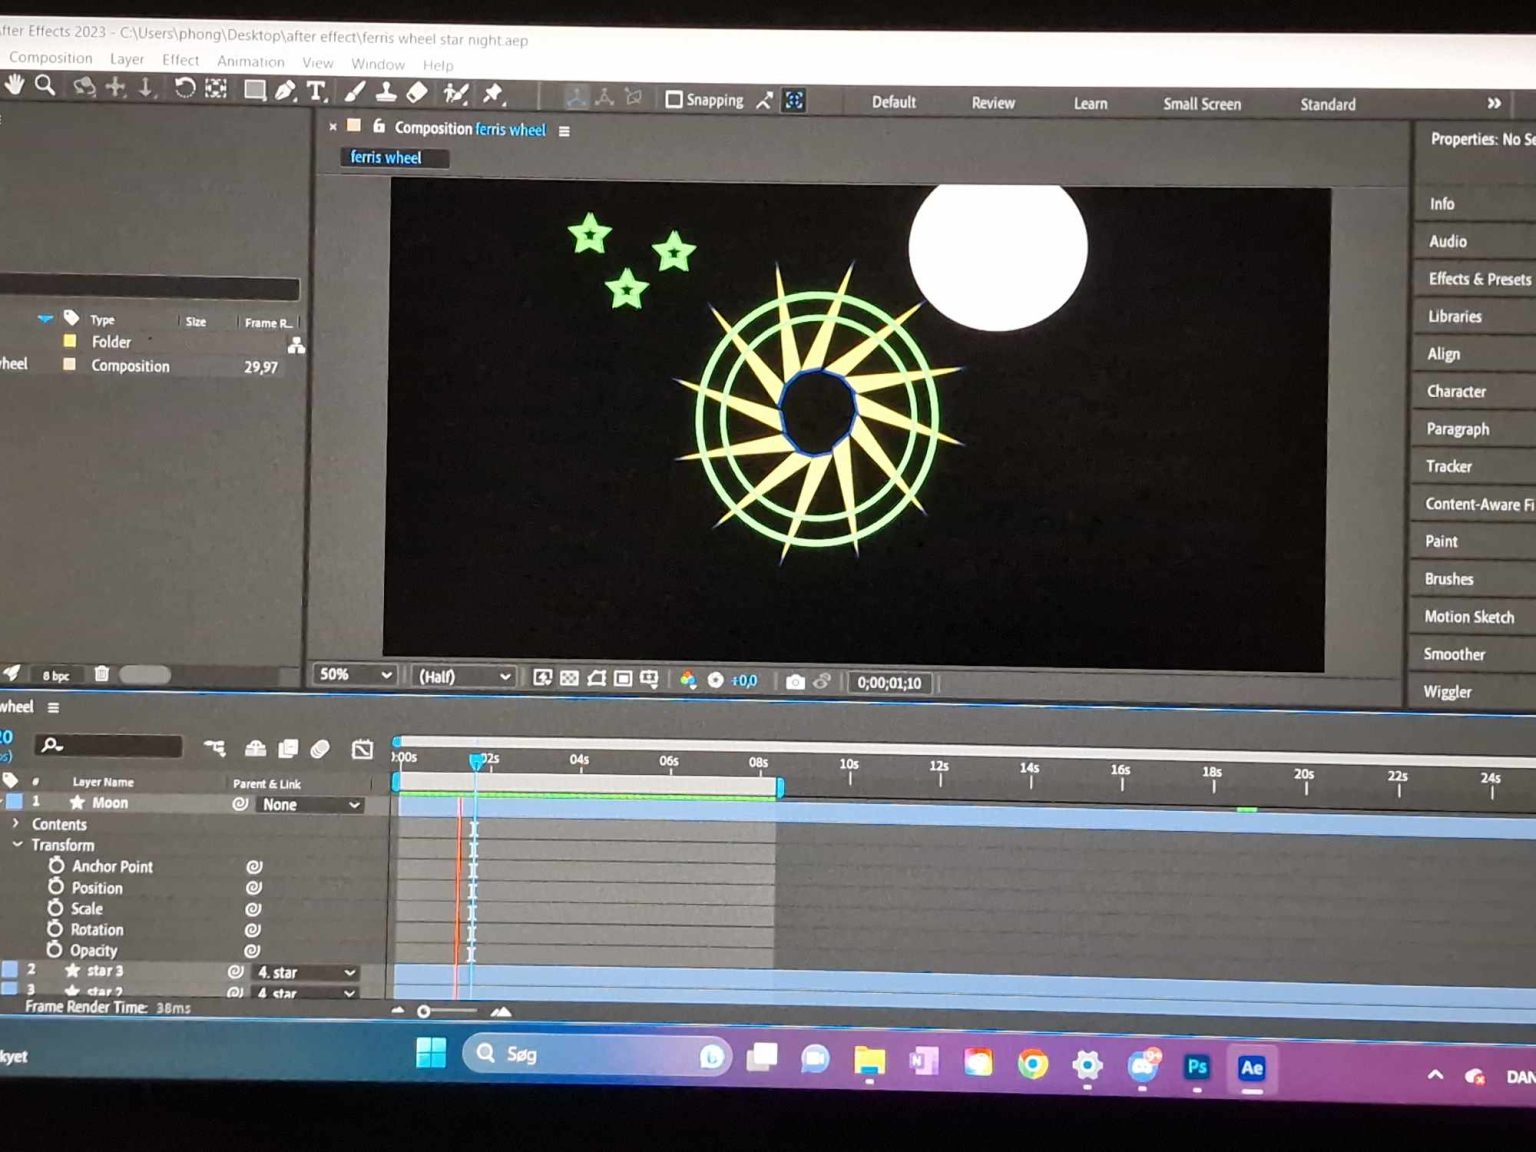 After Effects 2023 - C:\Users\phong\Desktop\after effect\ferris wheel star night.aep
Composition Layer Effect Animation View Window Help
Snapping Default Review Learn Small Screen Standard
Composition ferris wheel
ferris wheel
Properties: No Se
Info
Audio
Effects & Presets
Libraries
Align
Character
Paragraph
Tracker
Content-Aware Fi
Paint
Brushes
Motion Sketch
Smoother
Wiggler
Type Size Frame R...
Folder
wheel Composition 29,97
8 bpc
50% (Half) +0,0 0;00;01;10
wheel
):00s 02s 04s 06s 08s 10s 12s 14s 16s 18s 20s 22s 24s
# Layer Name Parent & Link
1 Moon None
Contents
Transform
Anchor Point
Position
Scale
Rotation
Opacity
2 star 3 4. star
3 star 2 4. star
Frame Render Time: 38ms
kyet Søg 9+ Ps Ae DAN